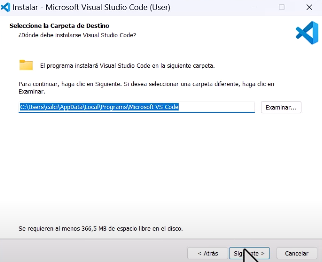 Instalar - Microsoft Visual Studio Code (User)
Seleccione la Carpeta de Destino
¿Dónde debe instalarse Visual Studio Code?
El programa instalará Visual Studio Code en la siguiente carpeta.
Para continuar, haga clic en Siguiente. Si desea seleccionar una carpeta diferente, haga clic en
Examinar.
C:\Users\calci\AppData\Local\Programs\Microsoft VS Code
Examinar...
Se requieren al menos 366,5 MB de espacio libre en el disco.
< Atrás
Siguiente >
Cancelar